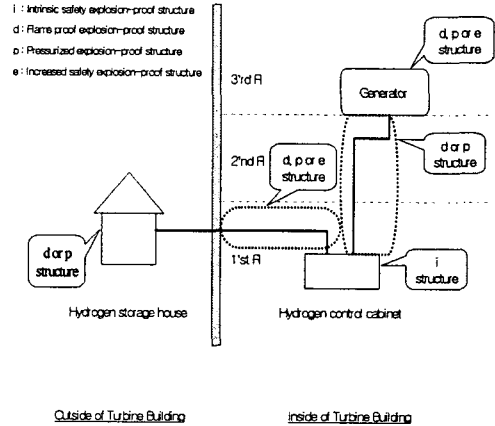 i : Intrinsic safety explosion-proof structure
d : Flame proof explosion-proof structure
p : Pressurized explosion-proof structure
e : Increased safety explosion-proof structure
d, p or e
structure
3'rd Fl
Generator
d or p
structure
d, p or e
structure
2'nd Fl
d or p
structure
1'st Fl
i
structure
Hydrogen storage house
Hydrogen control cabinet
Outside of Turbine Building
Inside of Turbine Building